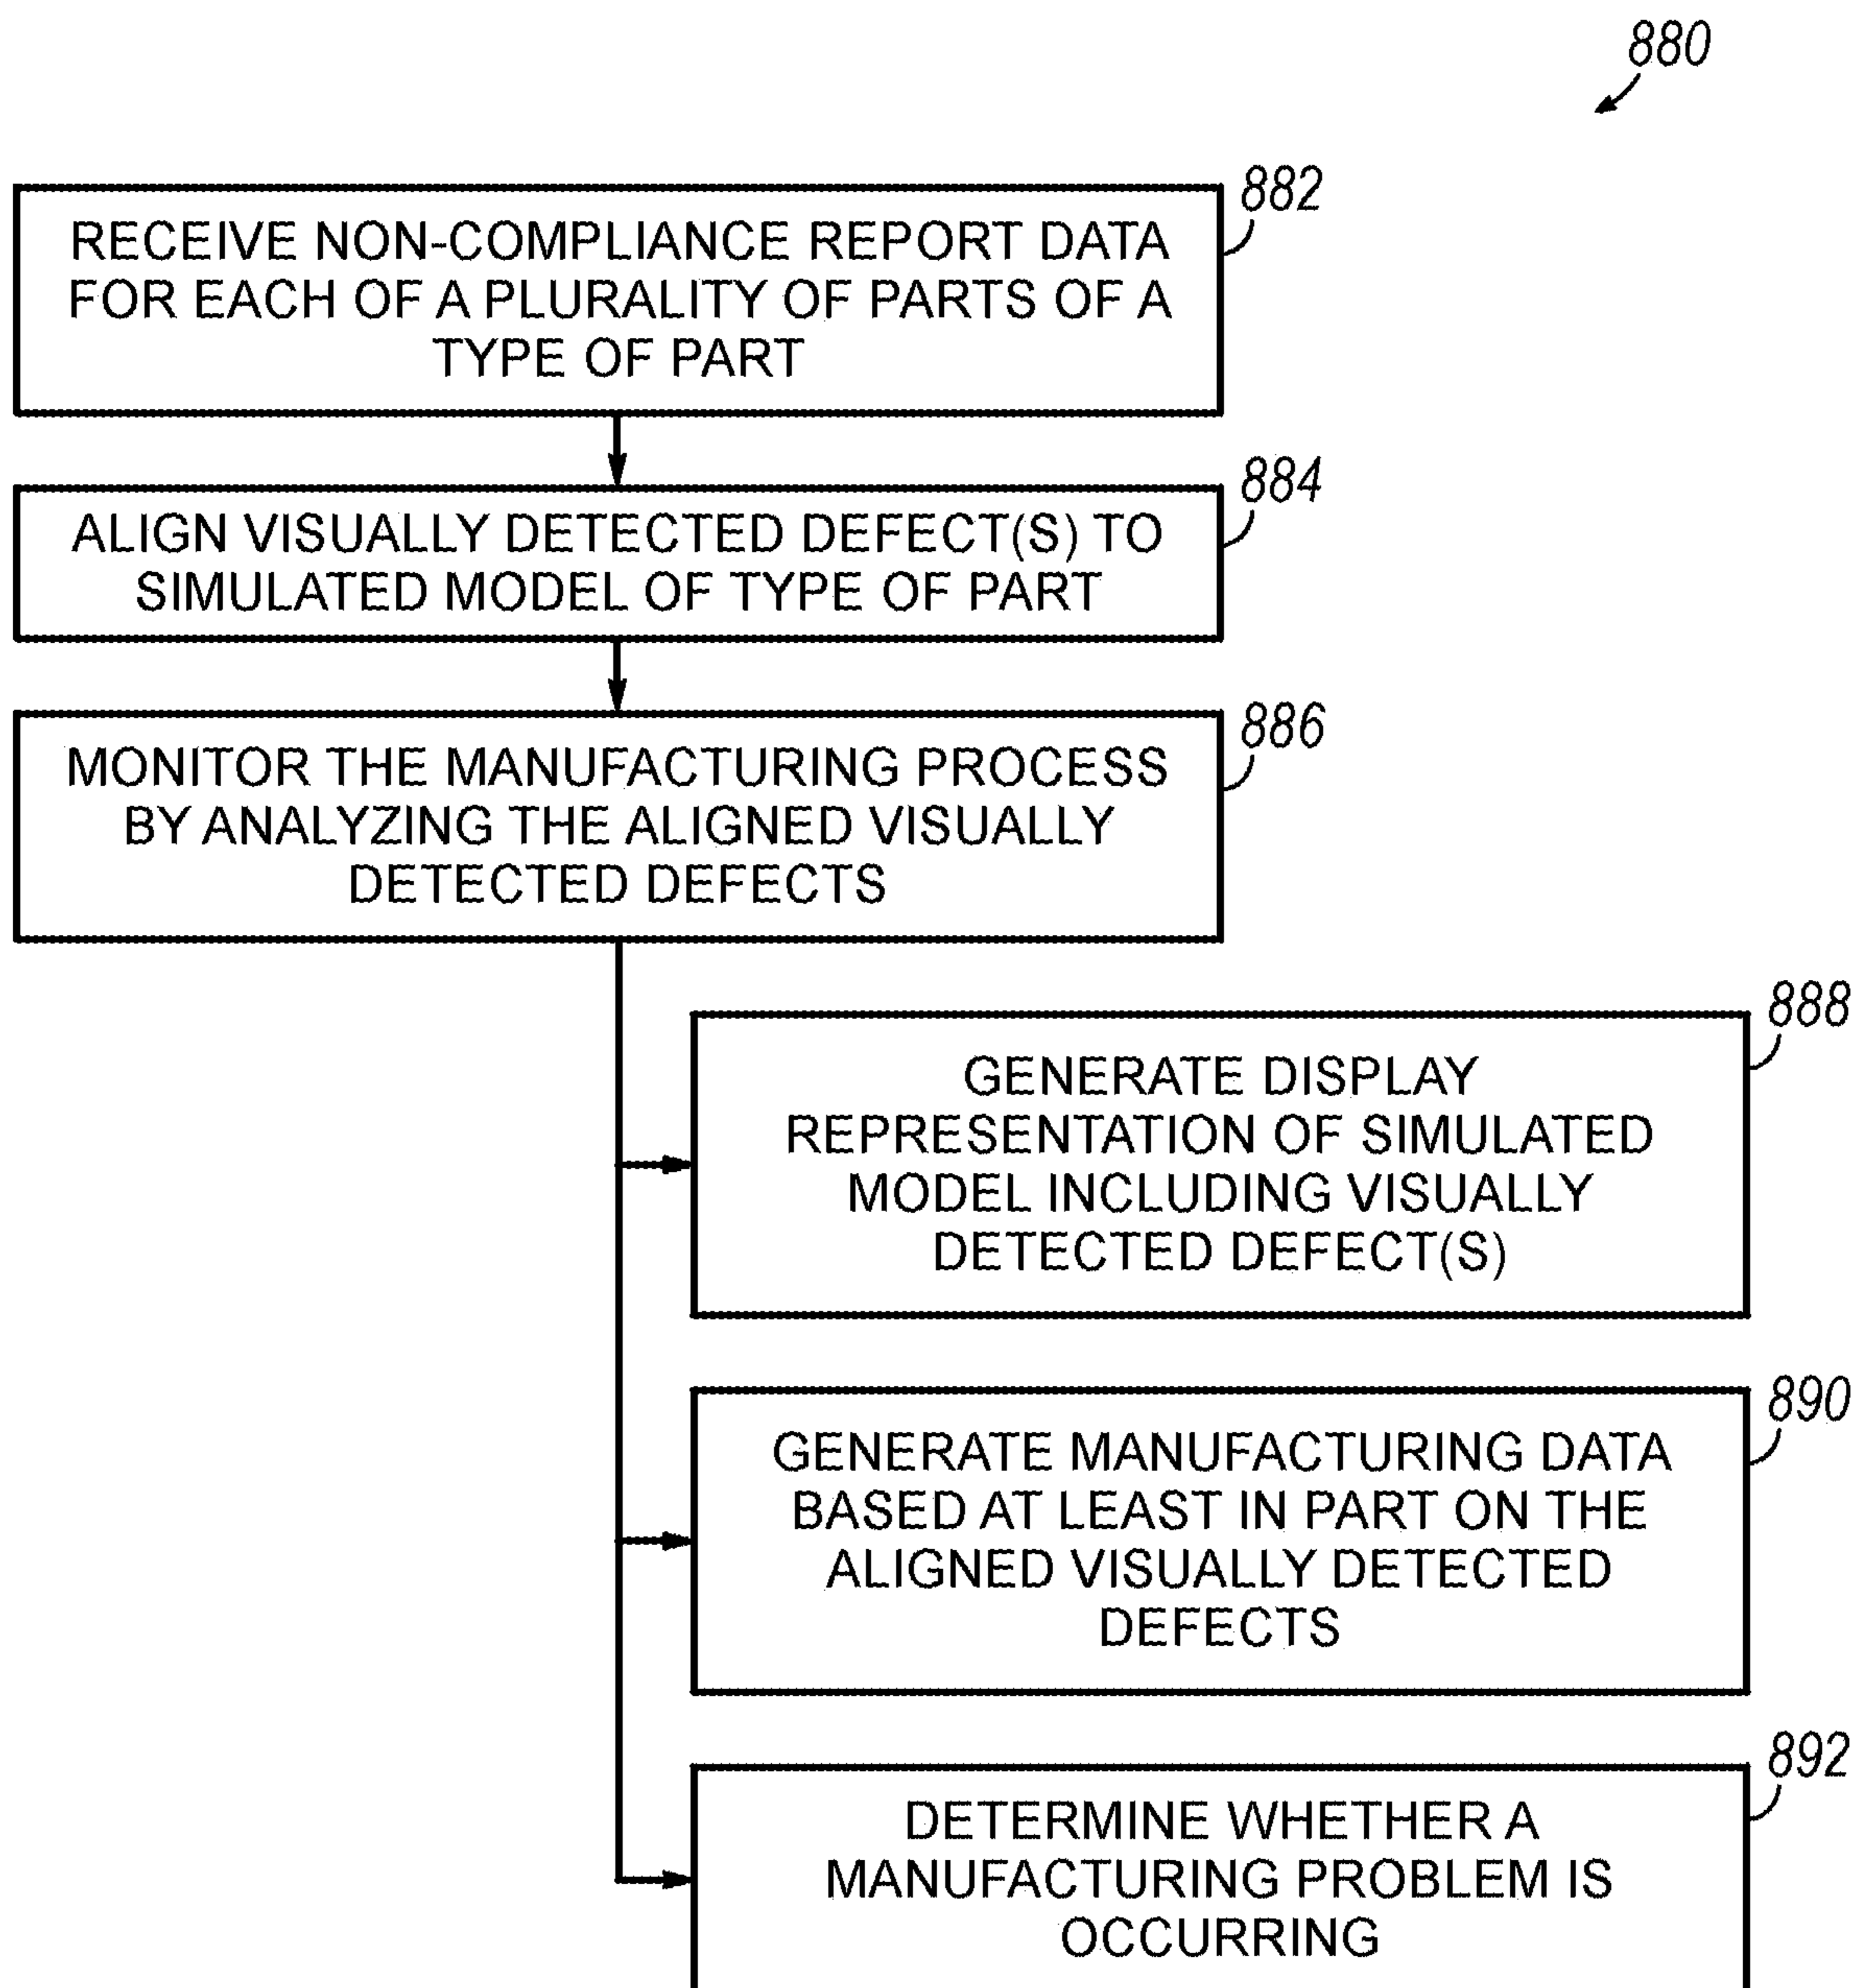 880
882
RECEIVE NON-COMPLIANCE REPORT DATA
FOR EACH OF A PLURALITY OF PARTS OF A
TYPE OF PART
884
ALIGN VISUALLY DETECTED DEFECT(S) TO
SIMULATED MODEL OF TYPE OF PART
886
MONITOR THE MANUFACTURING PROCESS
BY ANALYZING THE ALIGNED VISUALLY
DETECTED DEFECTS
888
GENERATE DISPLAY
REPRESENTATION OF SIMULATED
MODEL INCLUDING VISUALLY
DETECTED DEFECT(S)
890
GENERATE MANUFACTURING DATA
BASED AT LEAST IN PART ON THE
ALIGNED VISUALLY DETECTED
DEFECTS
892
DETERMINE WHETHER A
MANUFACTURING PROBLEM IS
OCCURRING